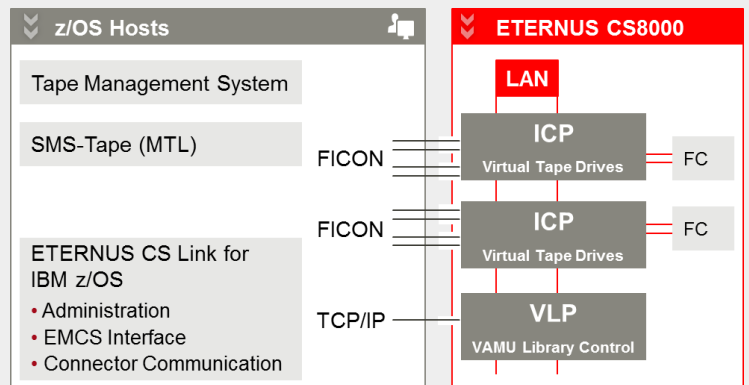 z/OS Hosts
Tape Management System
SMS-Tape (MTL)
ETERNUS CS Link for
IBM z/OS
• Administration
• EMCS Interface
• Connector Communication
FICON
FICON
TCP/IP
ETERNUS CS8000
LAN
ICP
Virtual Tape Drives
FC
ICP
Virtual Tape Drives
FC
VLP
VAMU Library Control